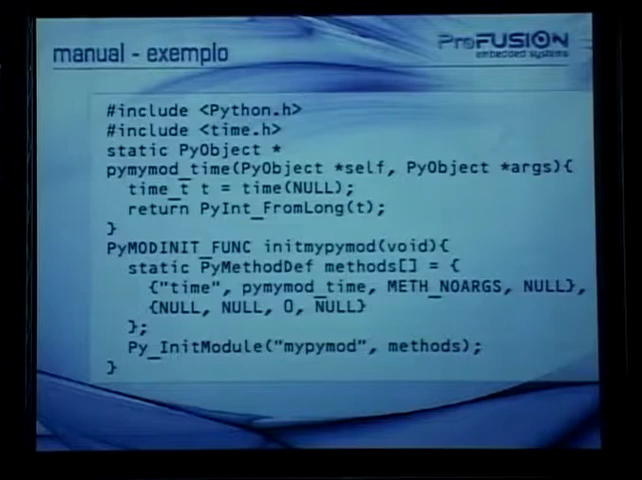 manual - exemplo
ProFUSION
embedded systems
#include <Python.h>
#include <time.h>
static PyObject *
pymymod_time(PyObject *self, PyObject *args){
  time_t t = time(NULL);
  return PyInt_FromLong(t);
}
PyMODINIT_FUNC initmypymod(void){
  static PyMethodDef methods[] = {
    {"time", pymymod_time, METH_NOARGS, NULL},
    {NULL, NULL, 0, NULL}
  };
  Py_InitModule("mypymod", methods);
}